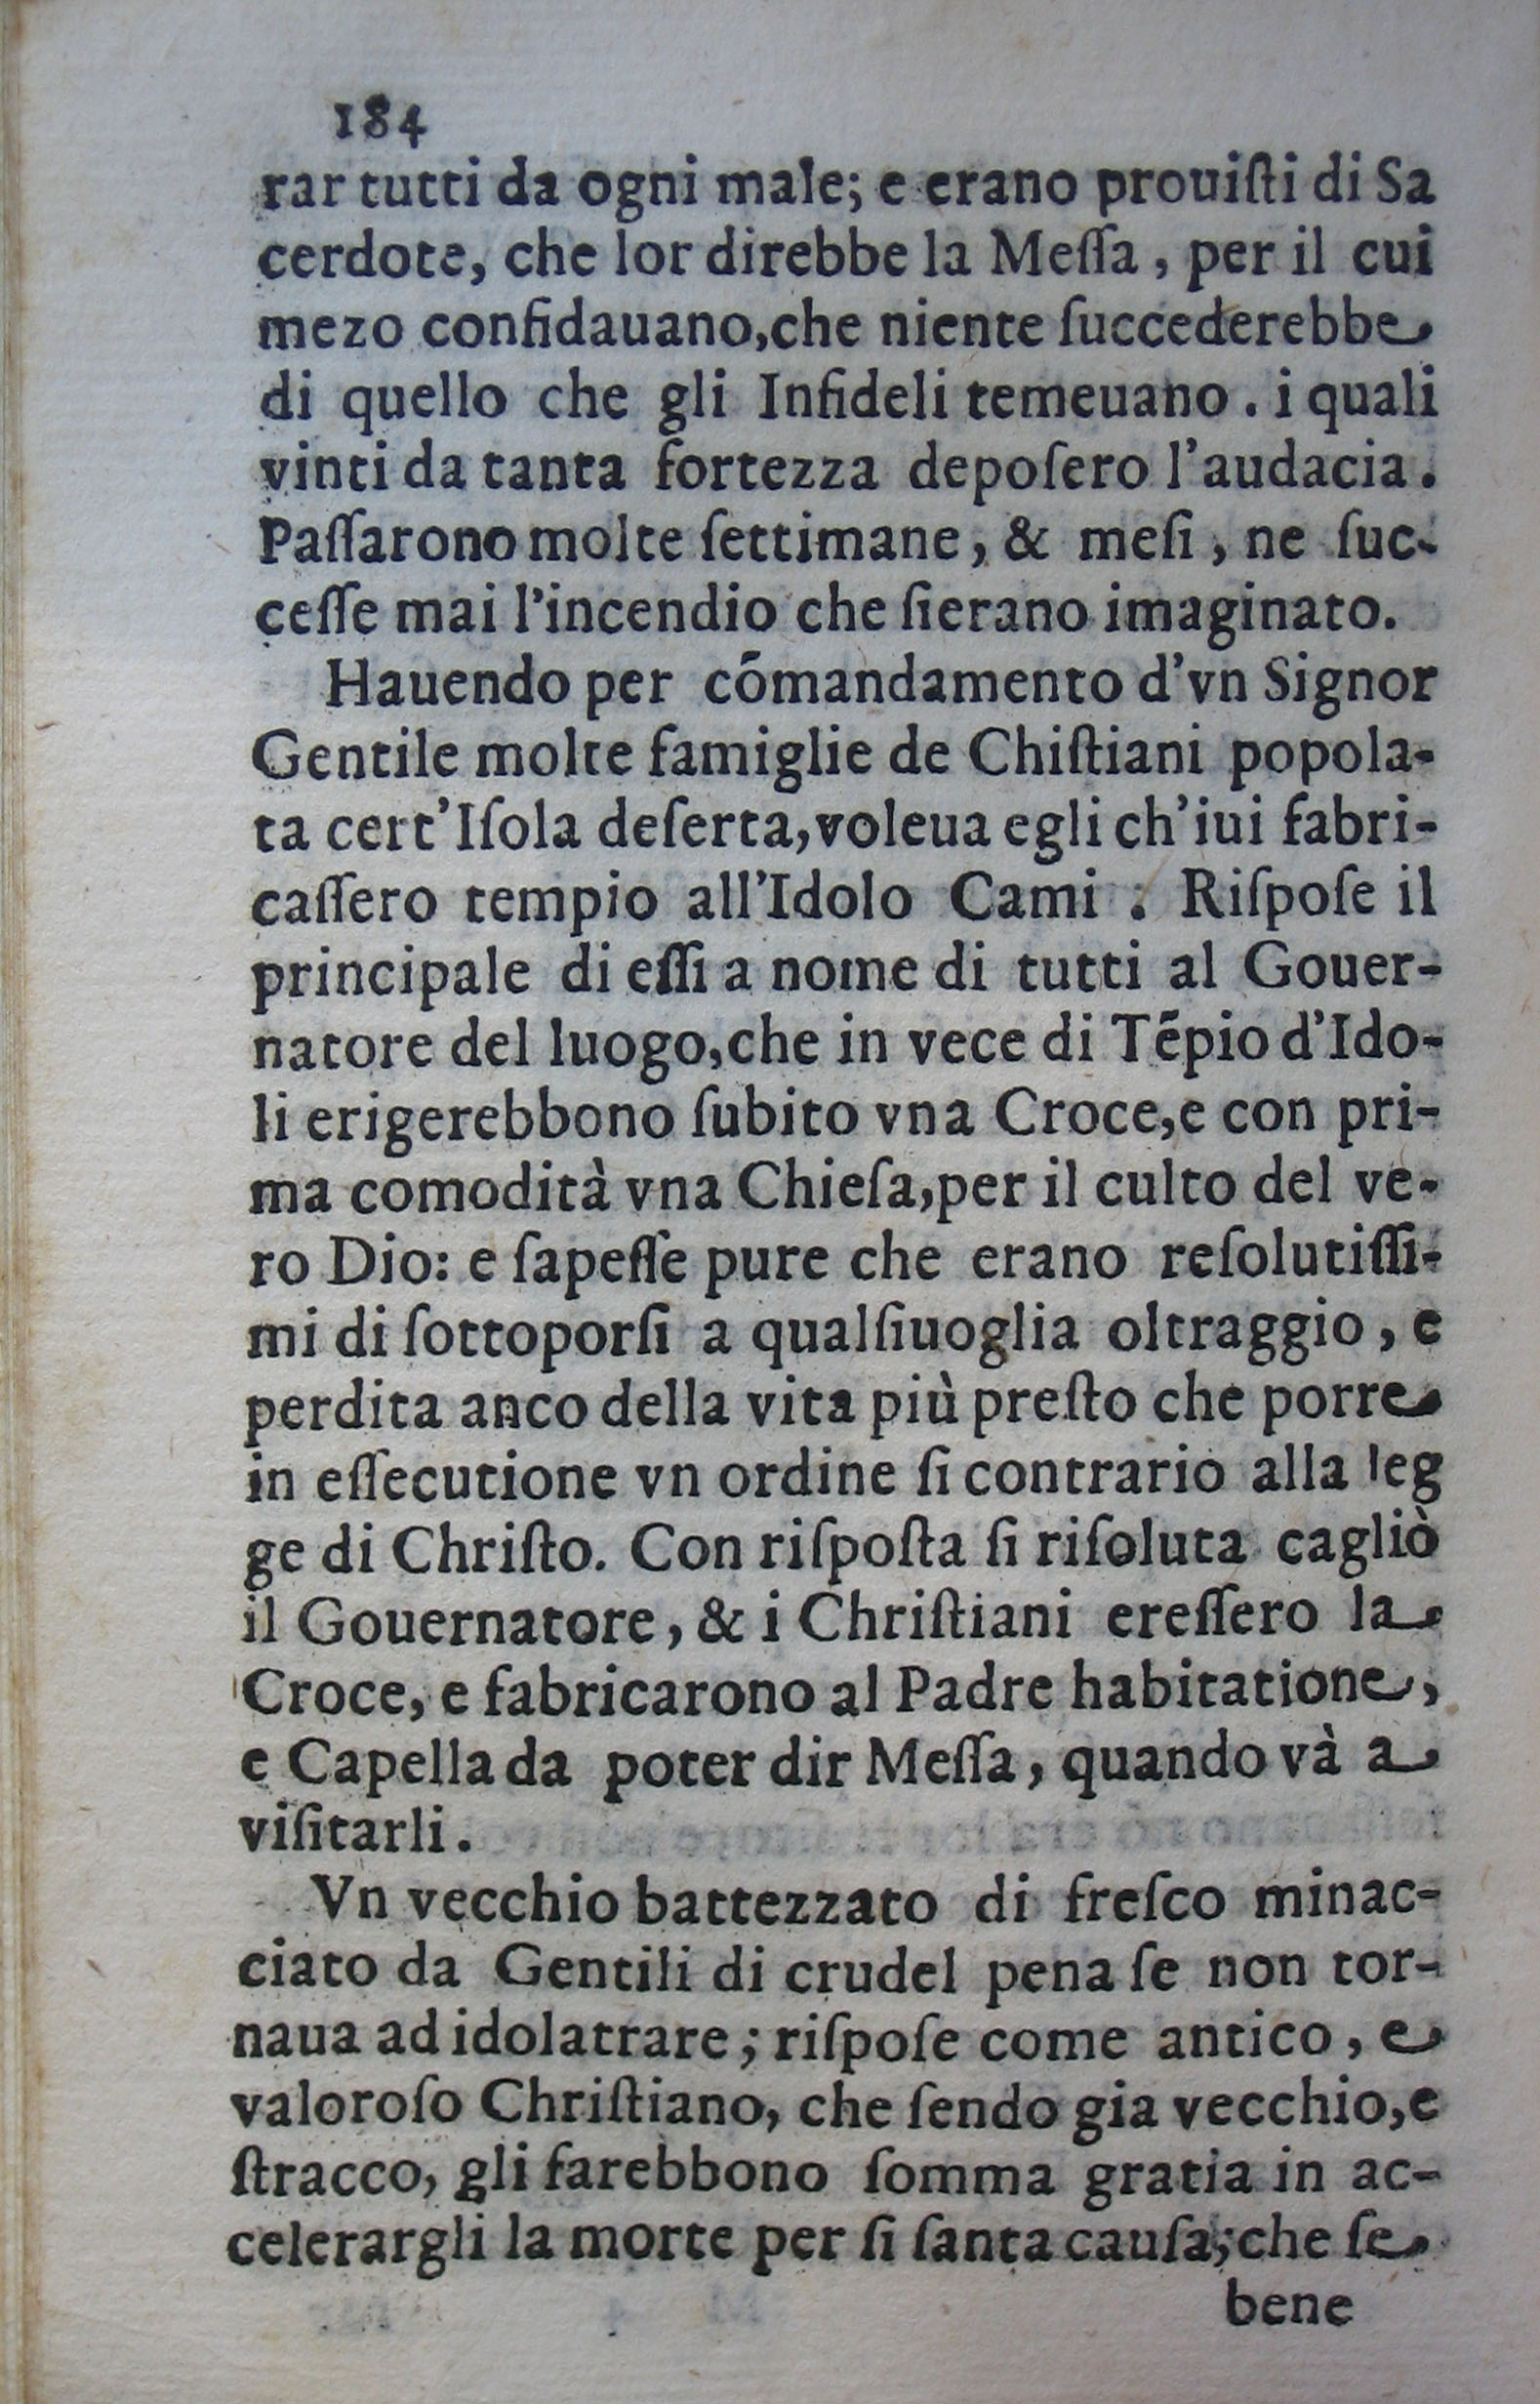 184
rar tutti da ogni male; e erano prouiſti di Sa
cerdote, che lor direbbe la Meſſa, per il cui
mezo confidauano, che niente ſuccederebbe
di quello che gli Infideli temeuano. i quali
vinti da tanta fortezza depoſero l'audacia.
Paſſarono molte ſettimane, & meſi, ne ſuc-
ceſſe mai l'incendio che ſierano imaginato.
Hauendo per cōmandamento d'vn Signor
Gentile molte famiglie de Chiſtiani popola-
ta cert'Iſola deſerta, voleua egli ch'iui fabri-
caſſero tempio all'Idolo Cami. Riſpoſe il
principale di eſſi a nome di tutti al Gouer-
natore del luogo, che in vece di Tēpio d'Ido-
li erigerebbono ſubito vna Croce, e con pri-
ma comodità vna Chieſa, per il culto del ve-
ro Dio: e ſapeſſe pure che erano reſolutiſſi-
mi di ſottoporſi a qualſiuoglia oltraggio, e
perdita anco della vita più preſto che porre
in eſſecutione vn ordine ſi contrario alla leg
ge di Chriſto. Con riſpoſta ſi riſoluta cagliò
il Gouernatore, & i Chriſtiani ereſſero la
Croce, e fabricarono al Padre habitatione,
e Capella da poter dir Meſſa, quando và a
viſitarli.
Vn vecchio battezzato di freſco minac-
ciato da Gentili di crudel pena ſe non tor-
naua ad idolatrare; riſpoſe come antico, e
valoroſo Chriſtiano, che ſendo gia vecchio, e
ſtracco, gli farebbono ſomma gratia in ac-
celerargli la morte per ſi ſanta cauſa; che ſe
bene